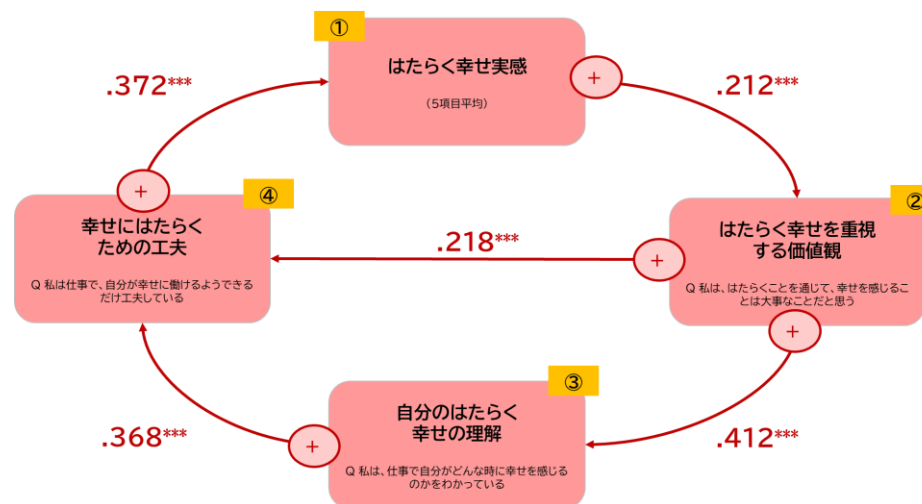 ①
はたらく幸せ実感
(5項目平均)
+
.372***
.212***
+
④
幸せにはたらく
ための工夫
Q 私は仕事で、自分が幸せに働けるようできる
だけ工夫している
.218***
+
②
はたらく幸せを重視
する価値観
Q 私は、はたらくことを通じて、幸せを感じるこ
とは大事なことだと思う
+
③
自分のはたらく
幸せの理解
Q 私は、仕事で自分がどんな時に幸せを感じる
のかをわかっている
+
.368***
.412***